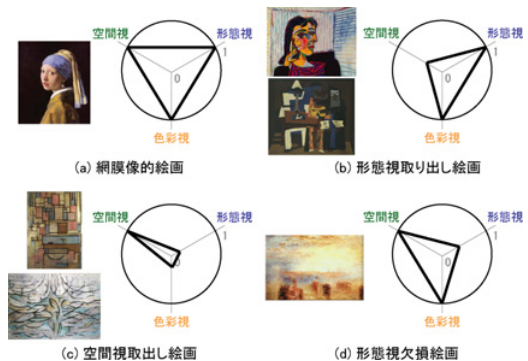 空間視
形態視
1
0
色彩視
(a) 網膜像的絵画
形態視
1
0
色彩視
(b) 形態視取り出し絵画
空間視
形態視
1
色彩視
(c) 空間視取出し絵画
空間視
形態視
1
0
色彩視
(d) 形態視欠損絵画